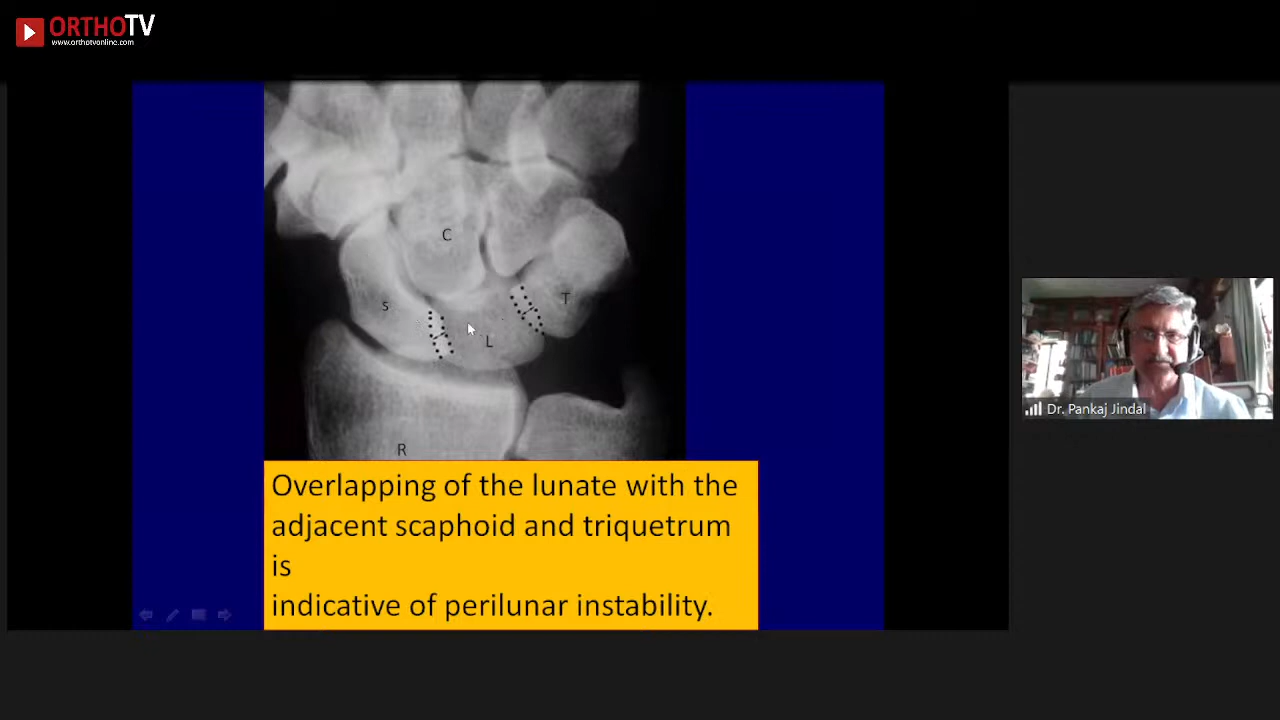 ORTHOTV
www.orthotvonline.com
C
s
T
L
R
Overlapping of the lunate with the
adjacent scaphoid and triquetrum
is
indicative of perilunar instability.
Dr. Pankaj Jindal